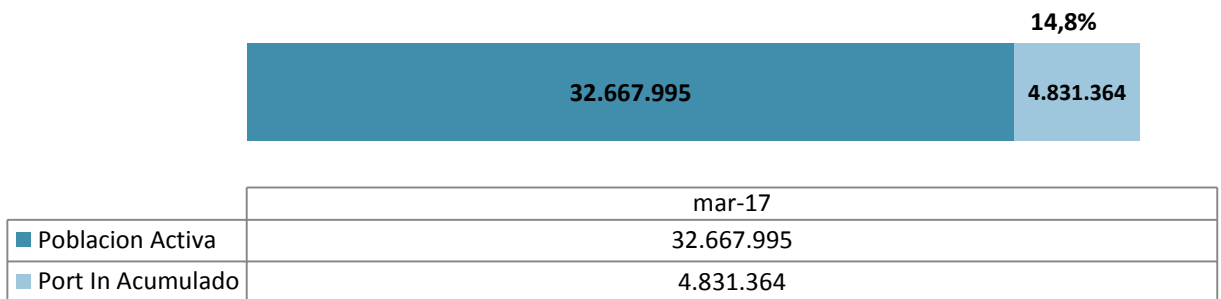 14,8%
32.667.995 4.831.364
mar-17
Poblacion Activa 32.667.995
Port In Acumulado 4.831.364